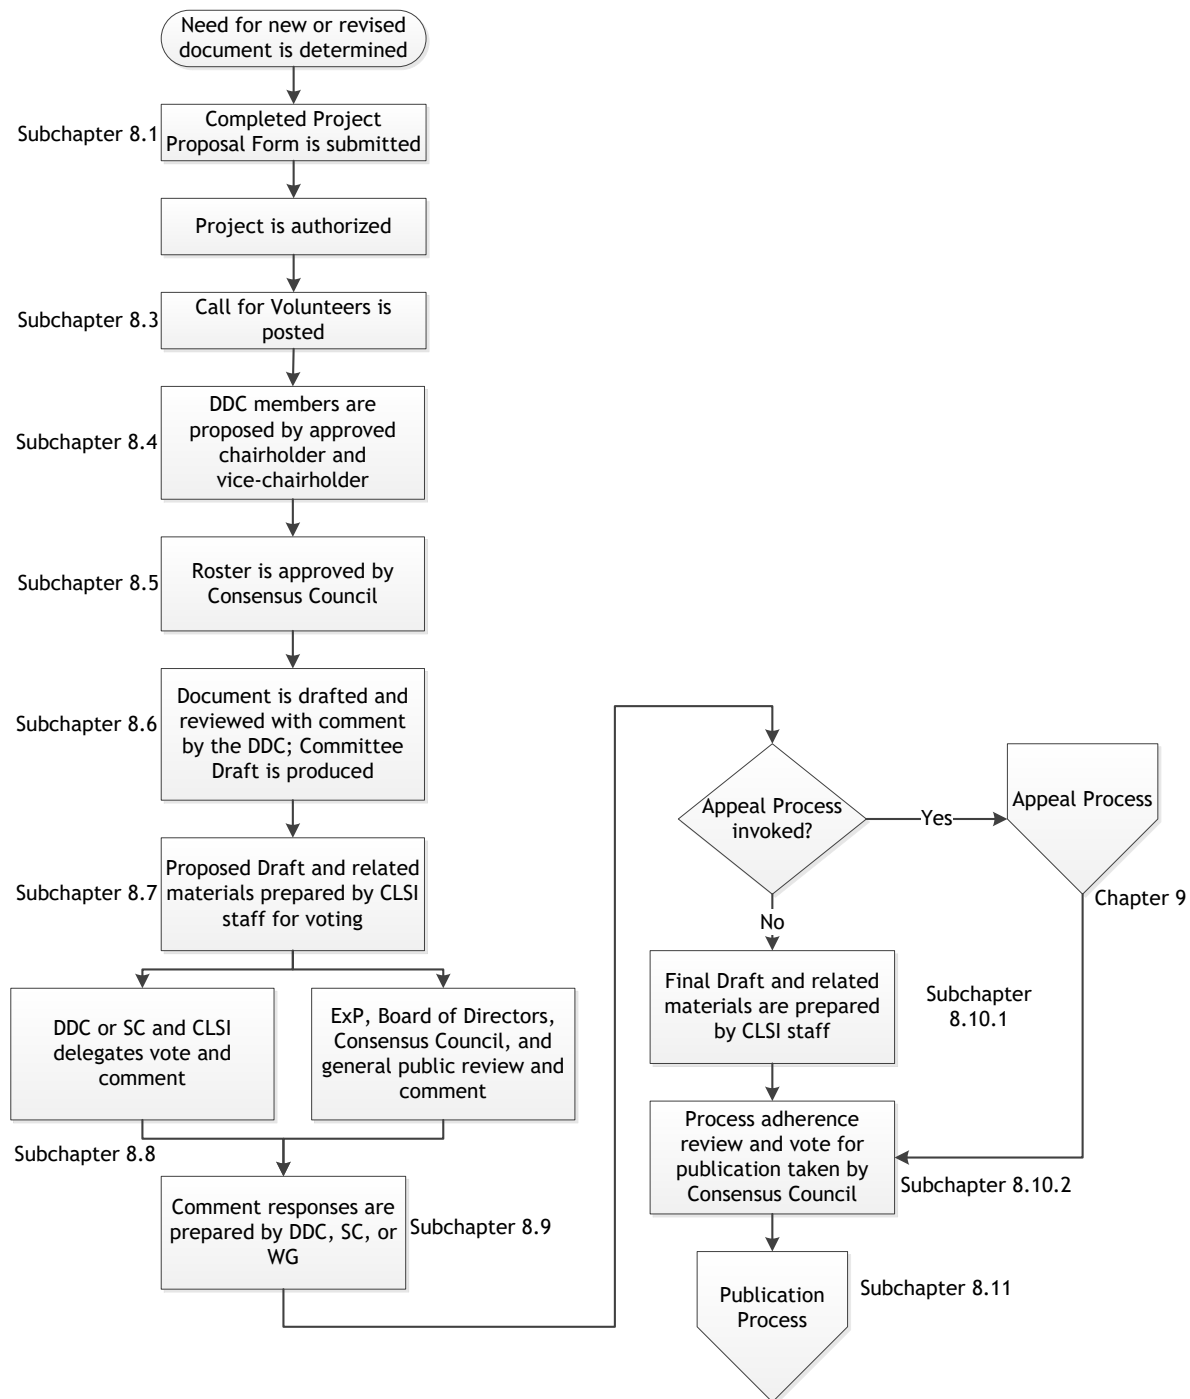 Need for new or revised
document is determined
Subchapter 8.1
Completed Project
Proposal Form is submitted
Project is authorized
Subchapter 8.3
Call for Volunteers is
posted
Subchapter 8.4
DDC members are
proposed by approved
chairholder and
vice-chairholder
Subchapter 8.5
Roster is approved by
Consensus Council
Subchapter 8.6
Document is drafted and
reviewed with comment
by the DDC; Committee
Draft is produced
Subchapter 8.7
Proposed Draft and related
materials prepared by CLSI
staff for voting
DDC or SC and CLSI
delegates vote and
comment
ExP, Board of Directors,
Consensus Council, and
general public review and
comment
Subchapter 8.8
Comment responses are
prepared by DDC, SC, or
WG
Subchapter 8.9
Appeal Process
invoked?
Yes
Appeal Process
Chapter 9
No
Final Draft and related
materials are prepared
by CLSI staff
Subchapter
8.10.1
Process adherence
review and vote for
publication taken by
Consensus Council
Subchapter 8.10.2
Publication
Process
Subchapter 8.11